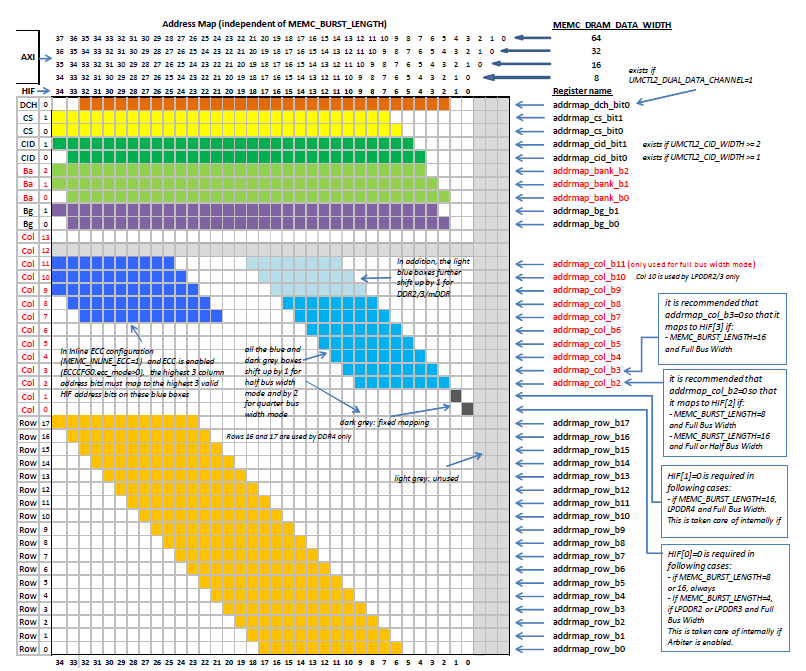 Address Map (independent of MEMC_BURST_LENGTH)
MEMC_DRAM_DATA_WIDTH
37 36 35 34 33 32 31 30 29 28 27 26 25 24 23 22 21 20 19 18 17 16 15 14 13 12 11 10 9 8 7 6 5 4 3 2 1 0
64
36 35 34 33 32 31 30 29 28 27 26 25 24 23 22 21 20 19 18 17 16 15 14 13 12 11 10 9 8 7 6 5 4 3 2 1 0
32
AXI
35 34 33 32 31 30 29 28 27 26 25 24 23 22 21 20 19 18 17 16 15 14 13 12 11 10 9 8 7 6 5 4 3 2 1 0
16
34 33 32 31 30 29 28 27 26 25 24 23 22 21 20 19 18 17 16 15 14 13 12 11 10 9 8 7 6 5 4 3 2 1 0
8
exists if
UMCTL2_DUAL_DATA_CHANNEL=1
HIF
34 33 32 31 30 29 28 27 26 25 24 23 22 21 20 19 18 17 16 15 14 13 12 11 10 9 8 7 6 5 4 3 2 1 0
Register name
DCH 0
addrmap_dch_bit0
CS 1
addrmap_cs_bit1
CS 0
addrmap_cs_bit0
CID 1
addrmap_cid_bit1 exists if UMCTL2_CID_WIDTH >= 2
CID 0
addrmap_cid_bit0 exists if UMCTL2_CID_WIDTH >= 1
Ba 2
addrmap_bank_b2
Ba 1
addrmap_bank_b1
Ba 0
addrmap_bank_b0
Bg 1
addrmap_bg_b1
Bg 0
addrmap_bg_b0
Col 13
Col 12
Col 11
addrmap_col_b11 (only used for full bus width mode)
Col 10
addrmap_col_b10 Col 10 is used by LPDDR2/3 only
Col 9
addrmap_col_b9
Col 8
addrmap_col_b8
Col 7
addrmap_col_b7
Col 6
addrmap_col_b6
Col 5
addrmap_col_b5
Col 4
addrmap_col_b4
Col 3
addrmap_col_b3
Col 2
addrmap_col_b2
Col 1
Col 0
In addition, the light
blue boxes further
shift up by 1 for
DDR2/3/mDDR
In Inline ECC configuration
(MEMC_INLINE_ECC=1) and ECC is enabled
(ECCCFG0.ecc_mode>0), the highest 3 column
address bits must map to the highest 3 valid
HIF address bits on these blue boxes
all the blue and
dark grey boxes
shift up by 1 for
half bus width
mode and by 2
for quarter bus
width mode
dark grey: fixed mapping
it is recommended that
addrmap_col_b3=0 so that it
maps to HIF[3] if:
- MEMC_BURST_LENGTH=16
and Full Bus Width
it is recommended that
addrmap_col_b2=0 so that
it maps to HIF[2] if:
- MEMC_BURST_LENGTH=8
and Full Bus Width
- MEMC_BURST_LENGTH=16
and Full or Half Bus Width
Row 17
addrmap_row_b17
Row 16
Rows 16 and 17 are used by DDR4 only
addrmap_row_b16
Row 15
addrmap_row_b15
Row 14
addrmap_row_b14
Row 13
light grey: unused
addrmap_row_b13
Row 12
addrmap_row_b12
Row 11
addrmap_row_b11
Row 10
addrmap_row_b10
Row 9
addrmap_row_b9
Row 8
addrmap_row_b8
Row 7
addrmap_row_b7
Row 6
addrmap_row_b6
Row 5
addrmap_row_b5
Row 4
addrmap_row_b4
Row 3
addrmap_row_b3
Row 2
addrmap_row_b2
Row 1
addrmap_row_b1
Row 0
addrmap_row_b0
HIF[1]=0 is required in
following cases:
- if MEMC_BURST_LENGTH=16,
LPDDR4 and Full Bus Width.
This is taken care of internally if
HIF[0]=0 is required in
following cases:
- if MEMC_BURST_LENGTH=8
or 16, always
- If MEMC_BURST_LENGTH=4,
if LPDDR2 or LPDDR3 and Full
Bus Width
This is taken care of internally if
Arbiter is enabled.
34 33 32 31 30 29 28 27 26 25 24 23 22 21 20 19 18 17 16 15 14 13 12 11 10 9 8 7 6 5 4 3 2 1 0